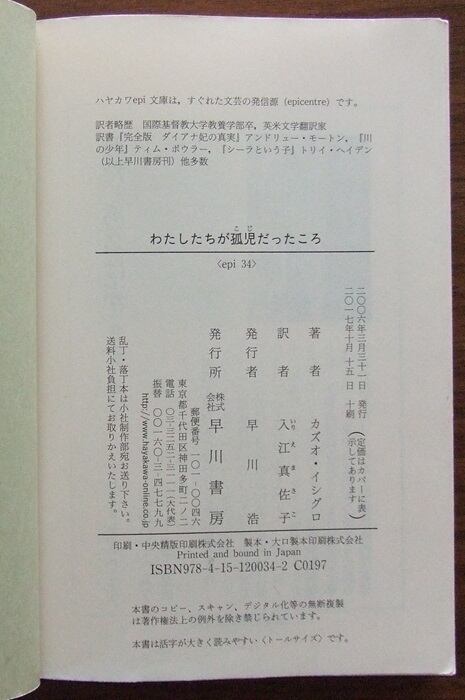 ハヤカワepi 文庫は，すぐれた文芸の発信源（epicentre）です。
訳者略歴　国際基督教大学教養学部卒，英米文学翻訳家
訳書『完全版　ダイアナ妃の真実』アンドリュー・モートン，『川
の少年』ティム・ボウラー，『シーラという子』トリイ・ヘイデン
（以上早川書房刊）他多数
わたしたちが孤児だったころ
こじ
〈epi 34〉
二〇〇六年三月三十一日　発行
二〇一七年十月十五日　十刷
（定価はカバーに表
示してあります）
著者　カズオ・イシグロ
訳者　入江真佐子
いりえまさこ
発行者　早川　浩
発行所　株式会社　早川書房
郵便番号　一〇一-〇〇四六
東京都千代田区神田多町二ノ二
電話　〇三-三二五二-三一一一（大代表）
振替　〇〇一六〇-三-四七七九九
http://www.hayakawa-online.co.jp
乱丁・落丁本は小社制作部宛お送り下さい。
送料小社負担にてお取りかえいたします。
印刷・中央精版印刷株式会社　製本・大口製本印刷株式会社
Printed and bound in Japan
ISBN978-4-15-120034-2 C0197
本書のコピー、スキャン、デジタル化等の無断複製
は著作権法上の例外を除き禁じられています。
本書は活字が大きく読みやすい〈トールサイズ〉です。